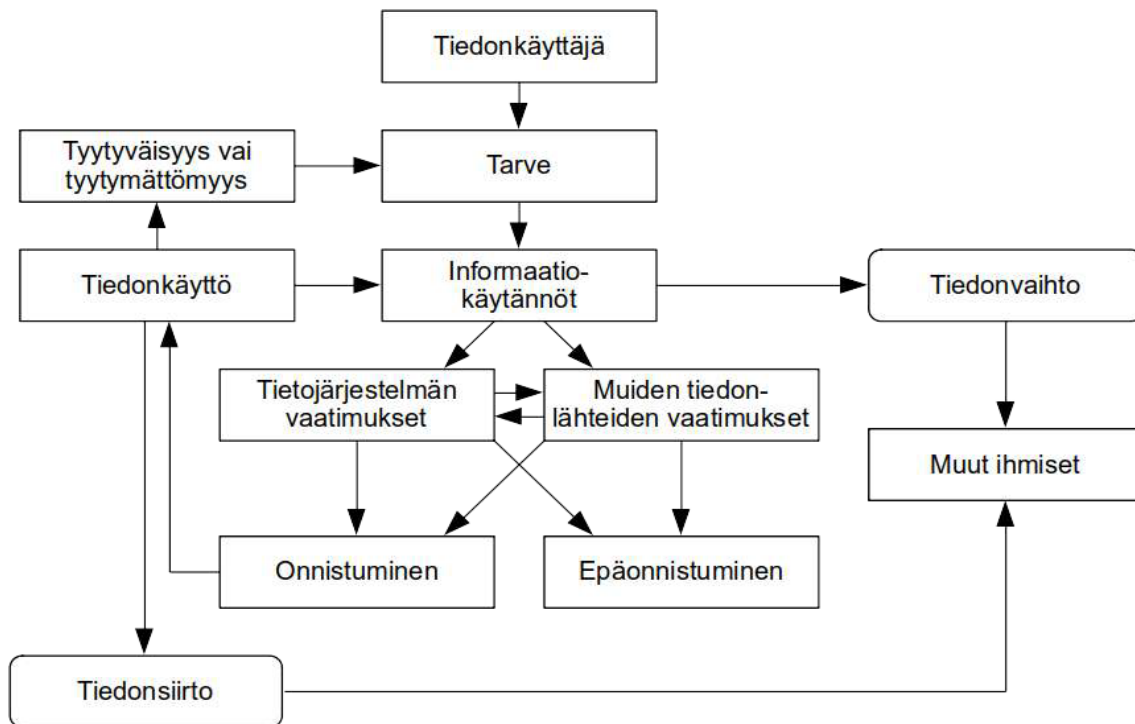 Tiedonkäyttäjä
Tyytyväisyys vai
tyytymättömyys
Tarve
Tiedonkäyttö
Informaatio-
käytännöt
Tiedonvaihto
Tietojärjestelmän
vaatimukset
Muiden tiedon-
lähteiden vaatimukset
Muut ihmiset
Onnistuminen
Epäonnistuminen
Tiedonsiirto